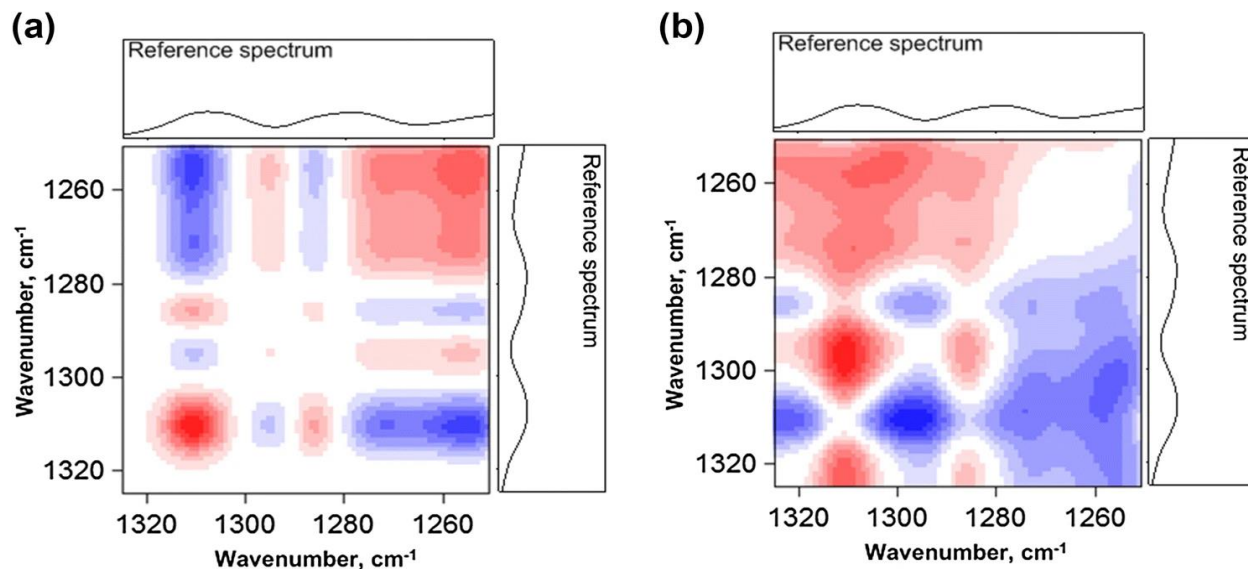 (a)
Reference spectrum
Reference spectrum
1260
1280
1300
1320
Wavenumber, cm-1
1320 1300 1280 1260
Wavenumber, cm-1
(b)
Reference spectrum
Reference spectrum
1260
1280
1300
1320
Wavenumber, cm-1
1320 1300 1280 1260
Wavenumber, cm-1